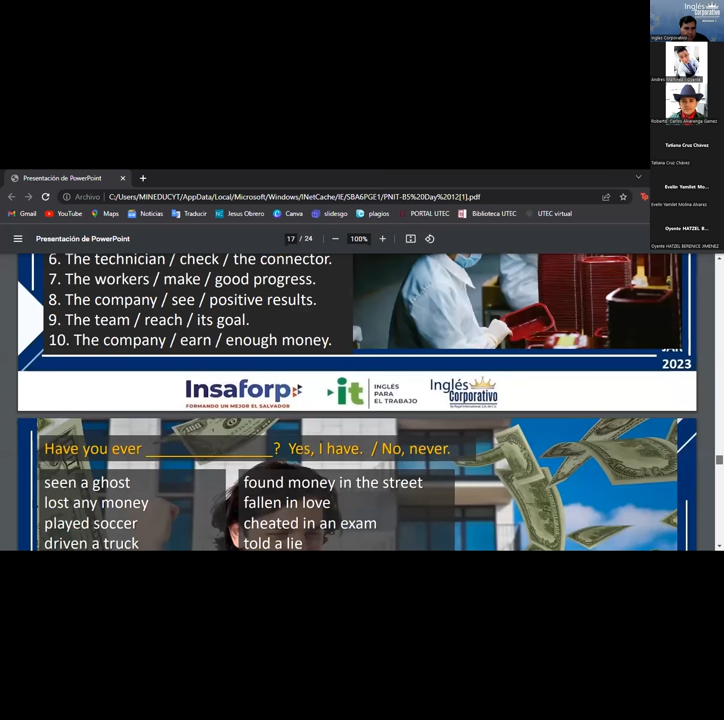 Inglés
Corporativo
Ingles Corporativo
Andres Martinez - Oyente
Roberto Carlos Alvarenga Gamez
Tatiana Cruz Chávez
Tatiana Cruz Chávez
Evelin Yamilet Mo...
Evelin Yamilet Molina Alvarez
Oyente HATZEL B...
Oyente HATZEL BERENICE JIMENEZ
Presentación de PowerPoint
Archivo C:/Users/MINEDUCYT/AppData/Local/Microsoft/Windows/INetCache/IE/SBA6PGE1/PNIT-B5%20Day%2012[1].pdf
Gmail YouTube Maps Noticias Traducir Jesus Obrero Canva slidesgo plagios PORTAL UTEC Biblioteca UTEC UTEC virtual
Presentación de PowerPoint 17 / 24 100%
6. The technician / check / the connector.
7. The workers / make / good progress.
8. The company / see / positive results.
9. The team / reach / its goal.
10. The company / earn / enough money.
JAN
2023
Insaforp
FORMANDO UN MEJOR EL SALVADOR
it
INGLÉS
PARA
EL TRABAJO
Inglés
Corporativo
Have you ever _______________? Yes, I have. / No, never.
seen a ghost
lost any money
played soccer
driven a truck
found money in the street
fallen in love
cheated in an exam
told a lie